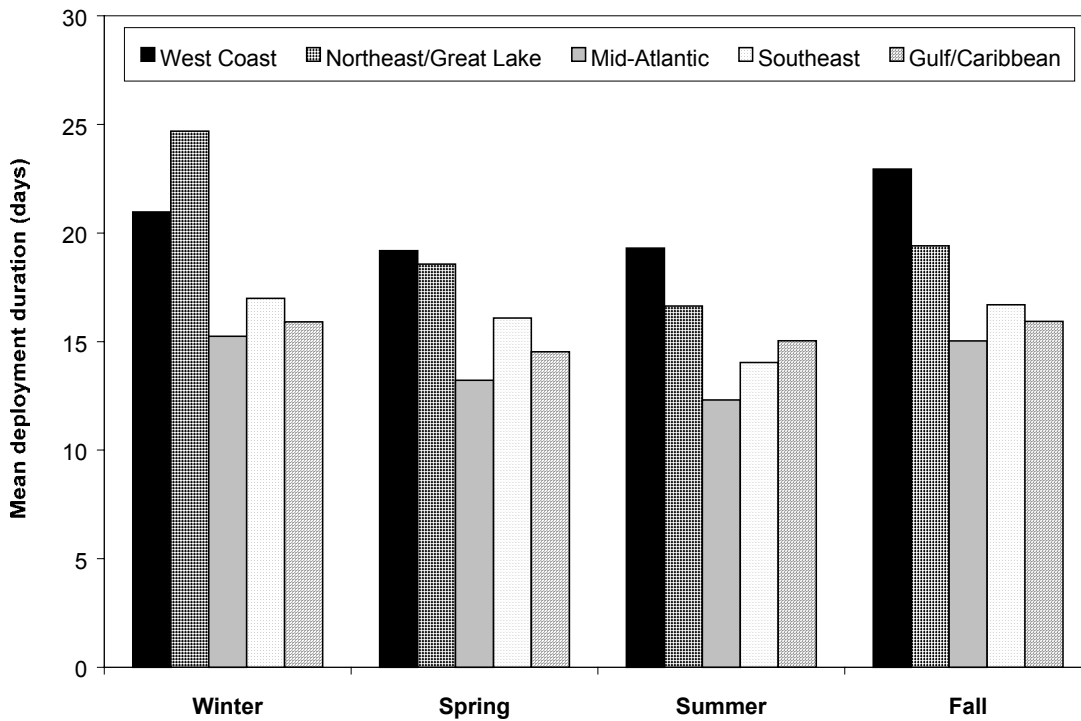 30
West Coast Northeast/Great Lake Mid-Atlantic Southeast Gulf/Caribbean
25
20
15
10
5
0
Mean deployment duration (days)
Winter Spring Summer Fall